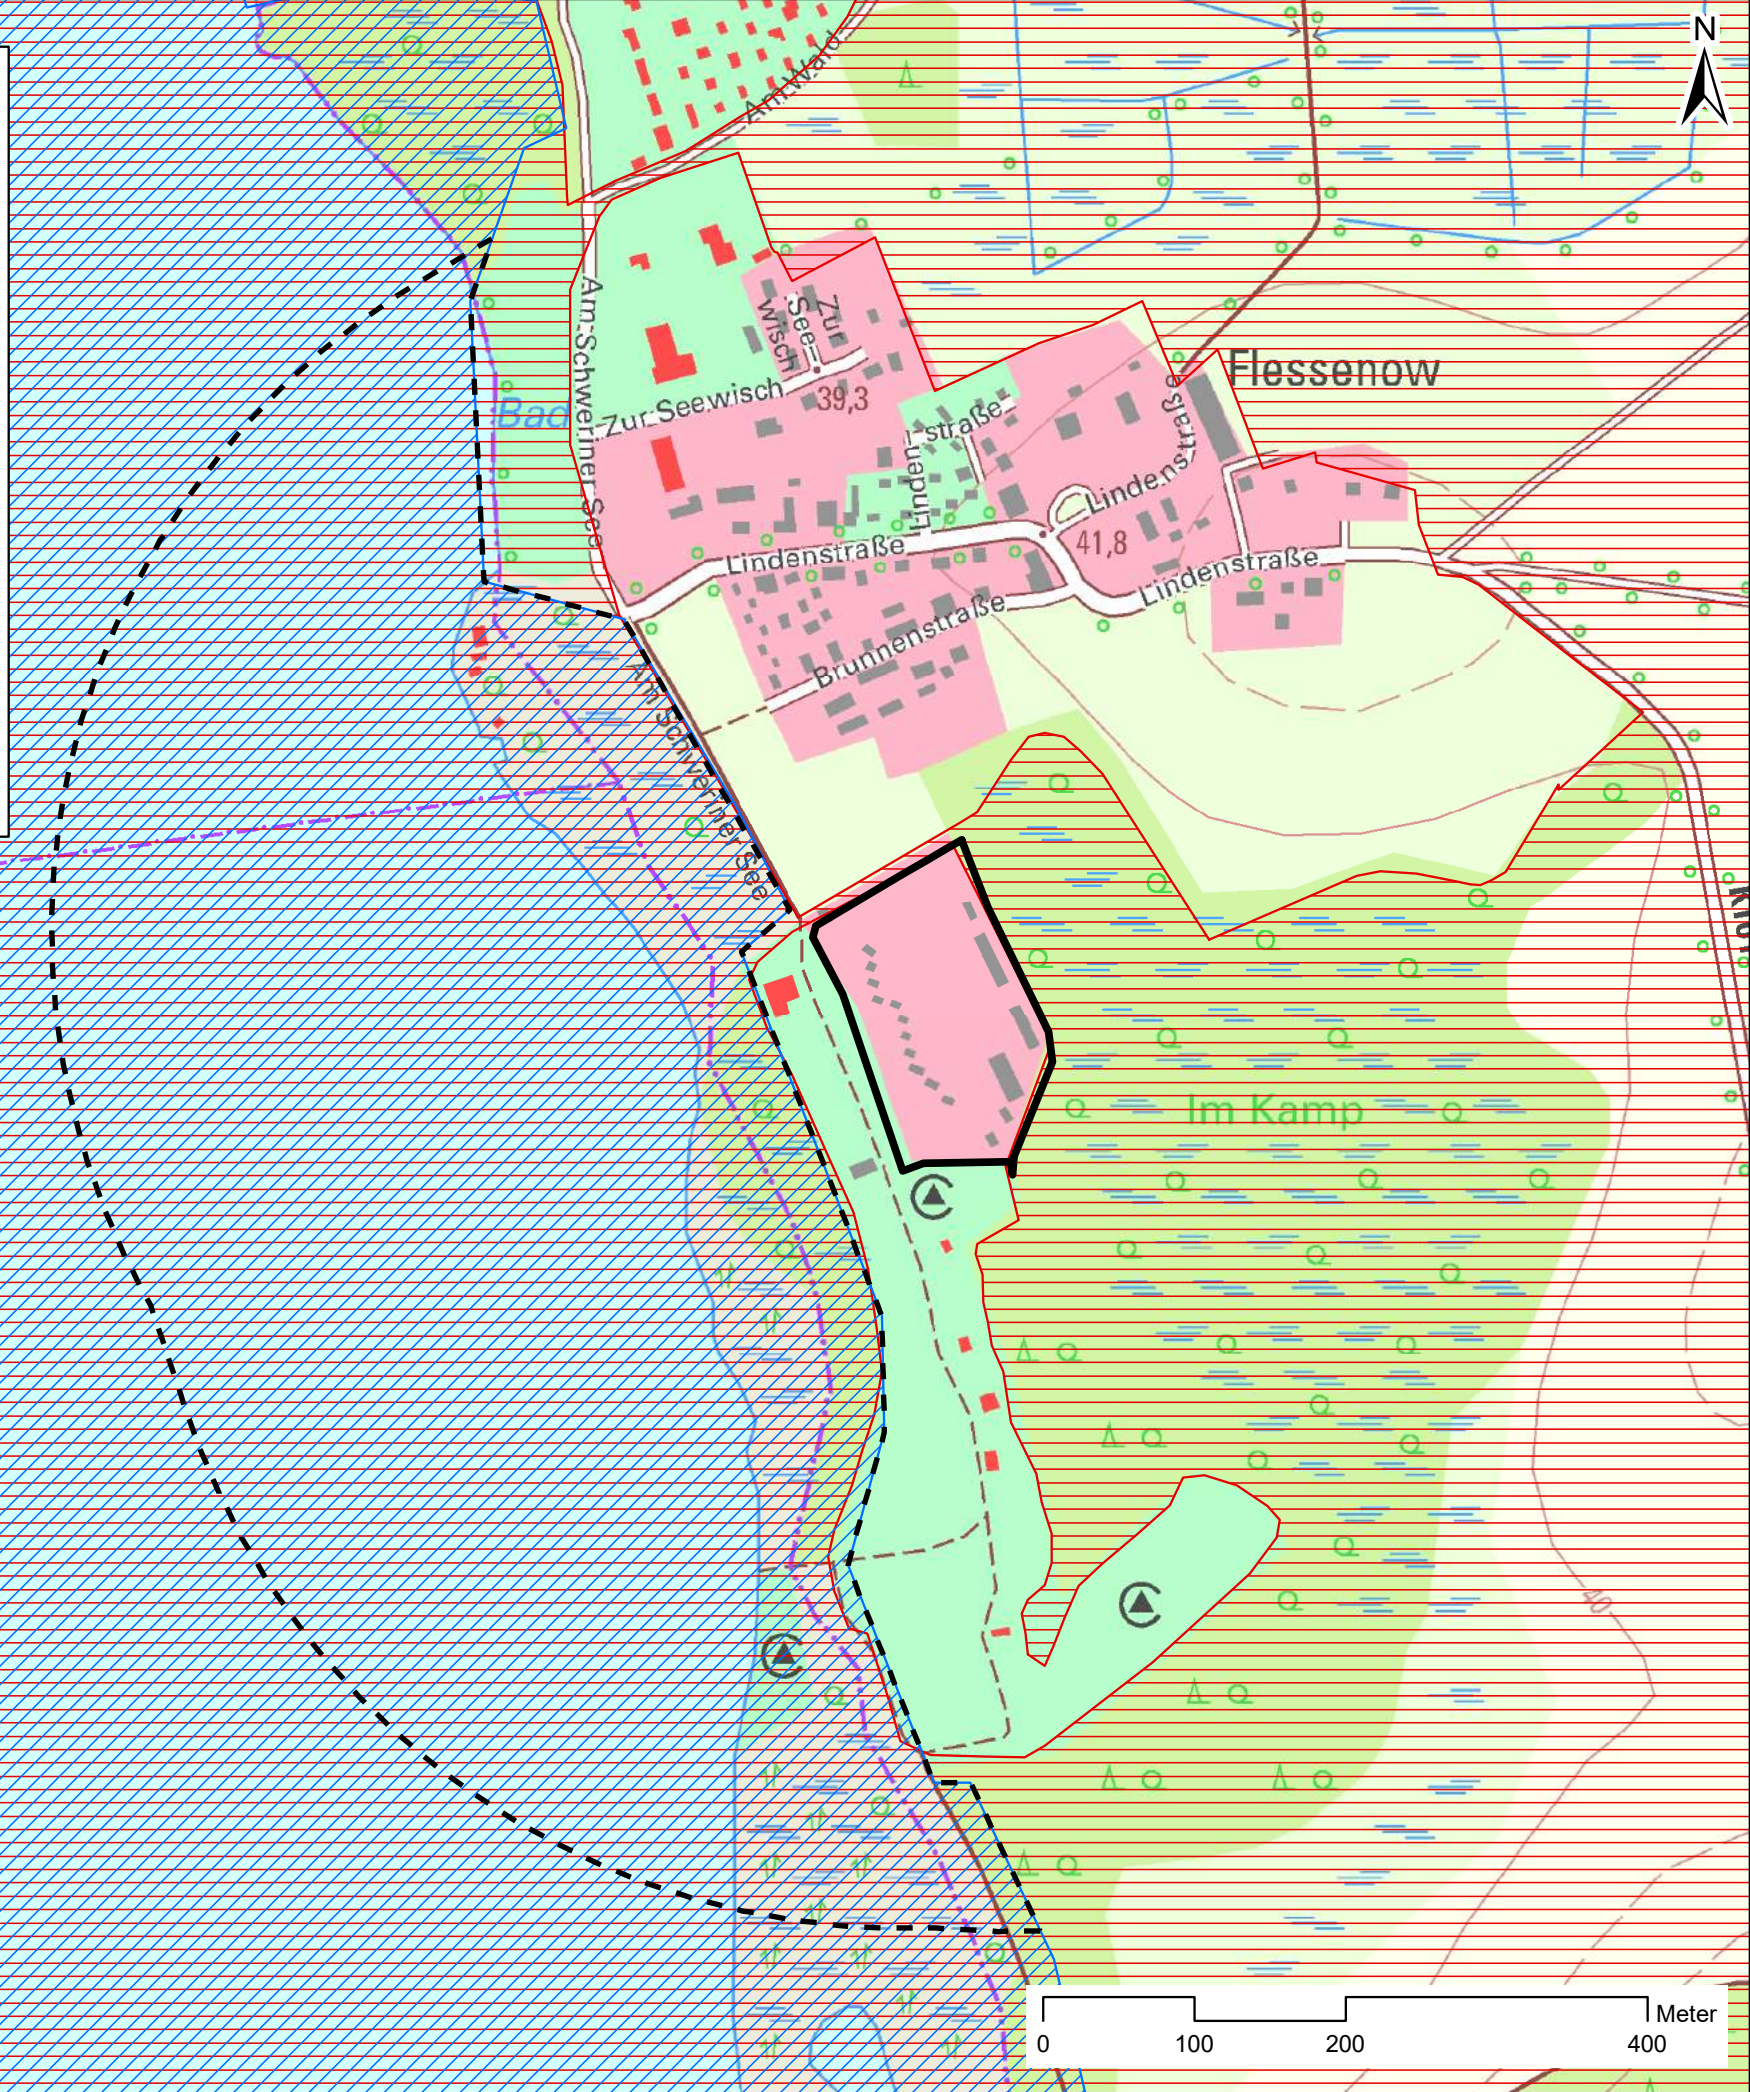 N
Am Wald
Am Schweriner See
Zur
See-
wisch
Flessenow
Bad
Zur Seewisch
39,3
Linden-
straße
Lindenstraße
Lindenstraße
41,8
Lindenstraße
Brunnenstraße
Am Schweriner See
Im Kamp
40
Meter
0
100
200
400